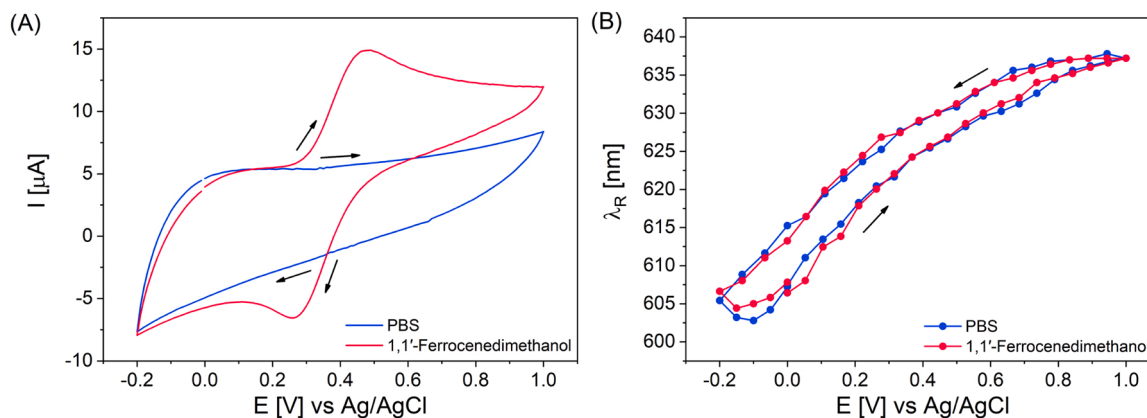 (A)
I [µA]
15
10
5
0
-5
-10
-0.2 0.0 0.2 0.4 0.6 0.8 1.0
E [V] vs Ag/AgCl
PBS
1,1′-Ferrocenedimethanol
(B)
λR [nm]
640
635
630
625
620
615
610
605
600
-0.2 0.0 0.2 0.4 0.6 0.8 1.0
E [V] vs Ag/AgCl
PBS
1,1′-Ferrocenedimethanol